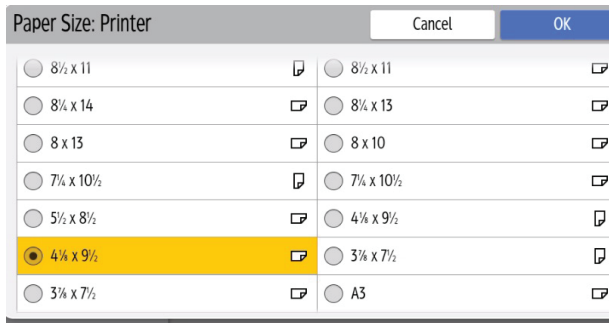 Paper Size: Printer Cancel OK
8½ x 11 8½ x 11
8¼ x 14 8¼ x 13
8 x 13 8 x 10
7¼ x 10½ 7¼ x 10½
5½ x 8½ 4⅛ x 9½
4⅛ x 9½ 3⅞ x 7½
3⅞ x 7½ A3